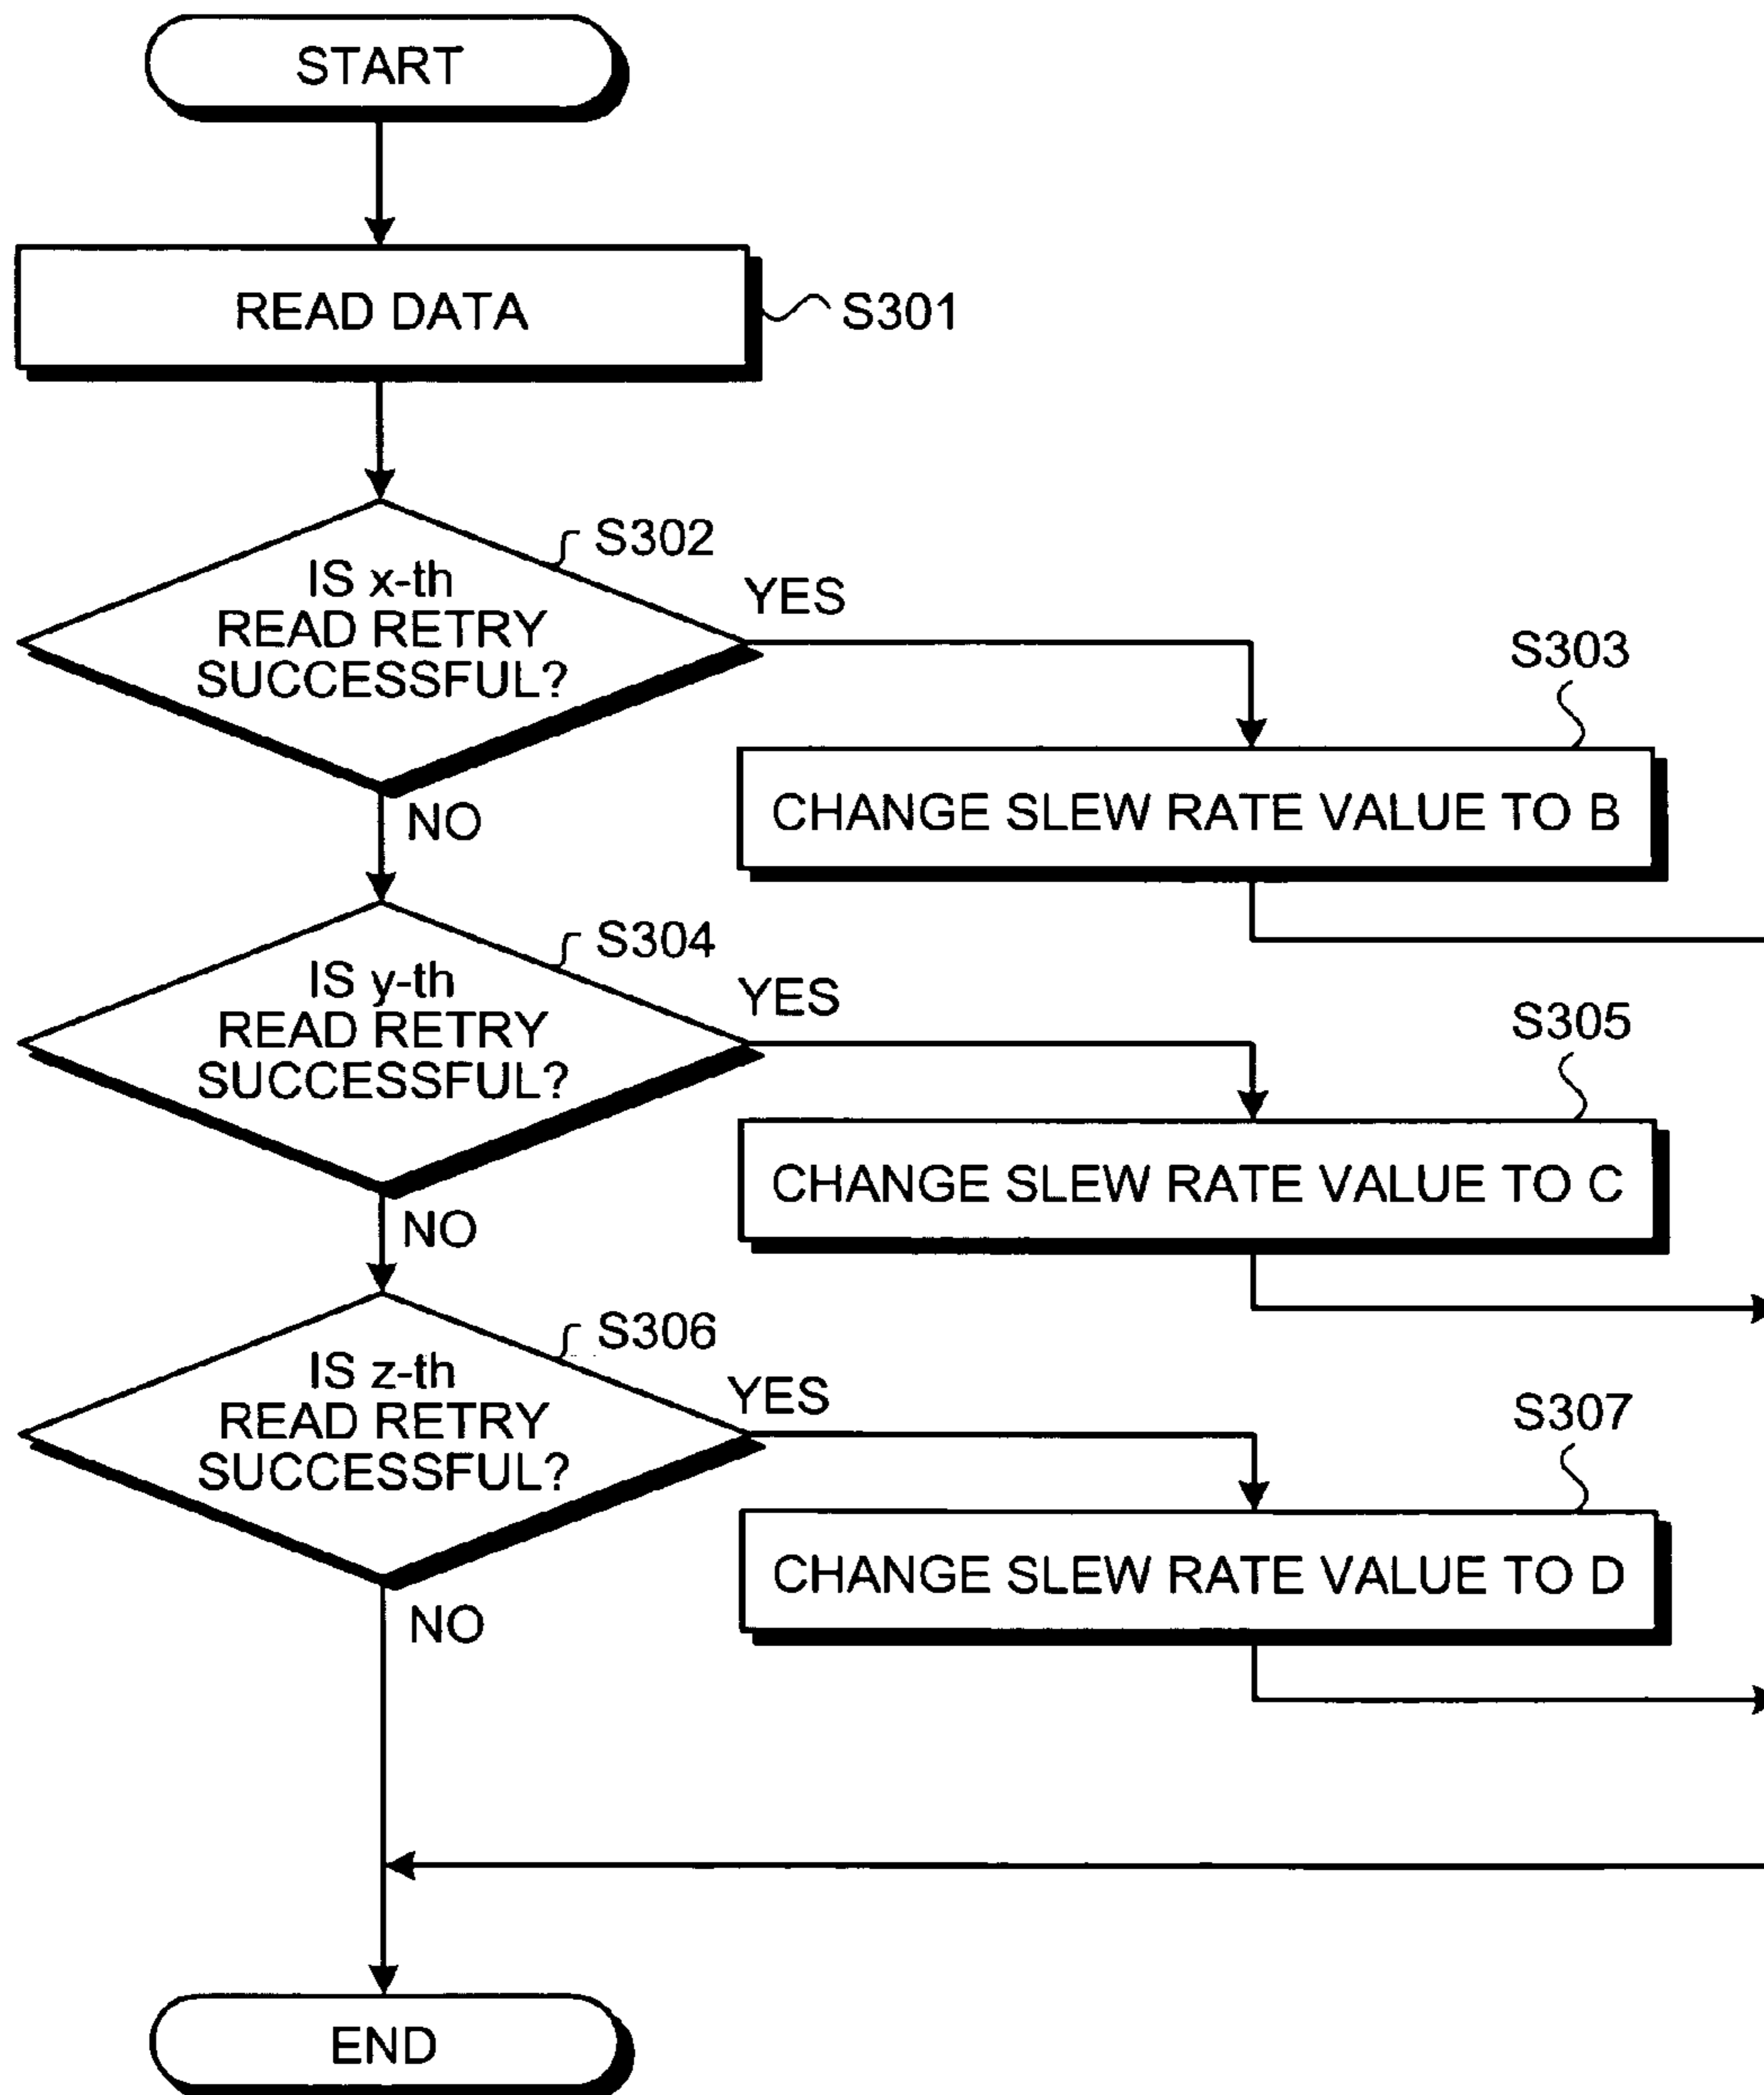 START
READ DATA
S301
S302
IS x-th
READ RETRY
SUCCESSFUL?
YES
S303
CHANGE SLEW RATE VALUE TO B
NO
S304
IS y-th
READ RETRY
SUCCESSFUL?
YES
S305
CHANGE SLEW RATE VALUE TO C
NO
S306
IS z-th
READ RETRY
SUCCESSFUL?
YES
S307
CHANGE SLEW RATE VALUE TO D
NO
END